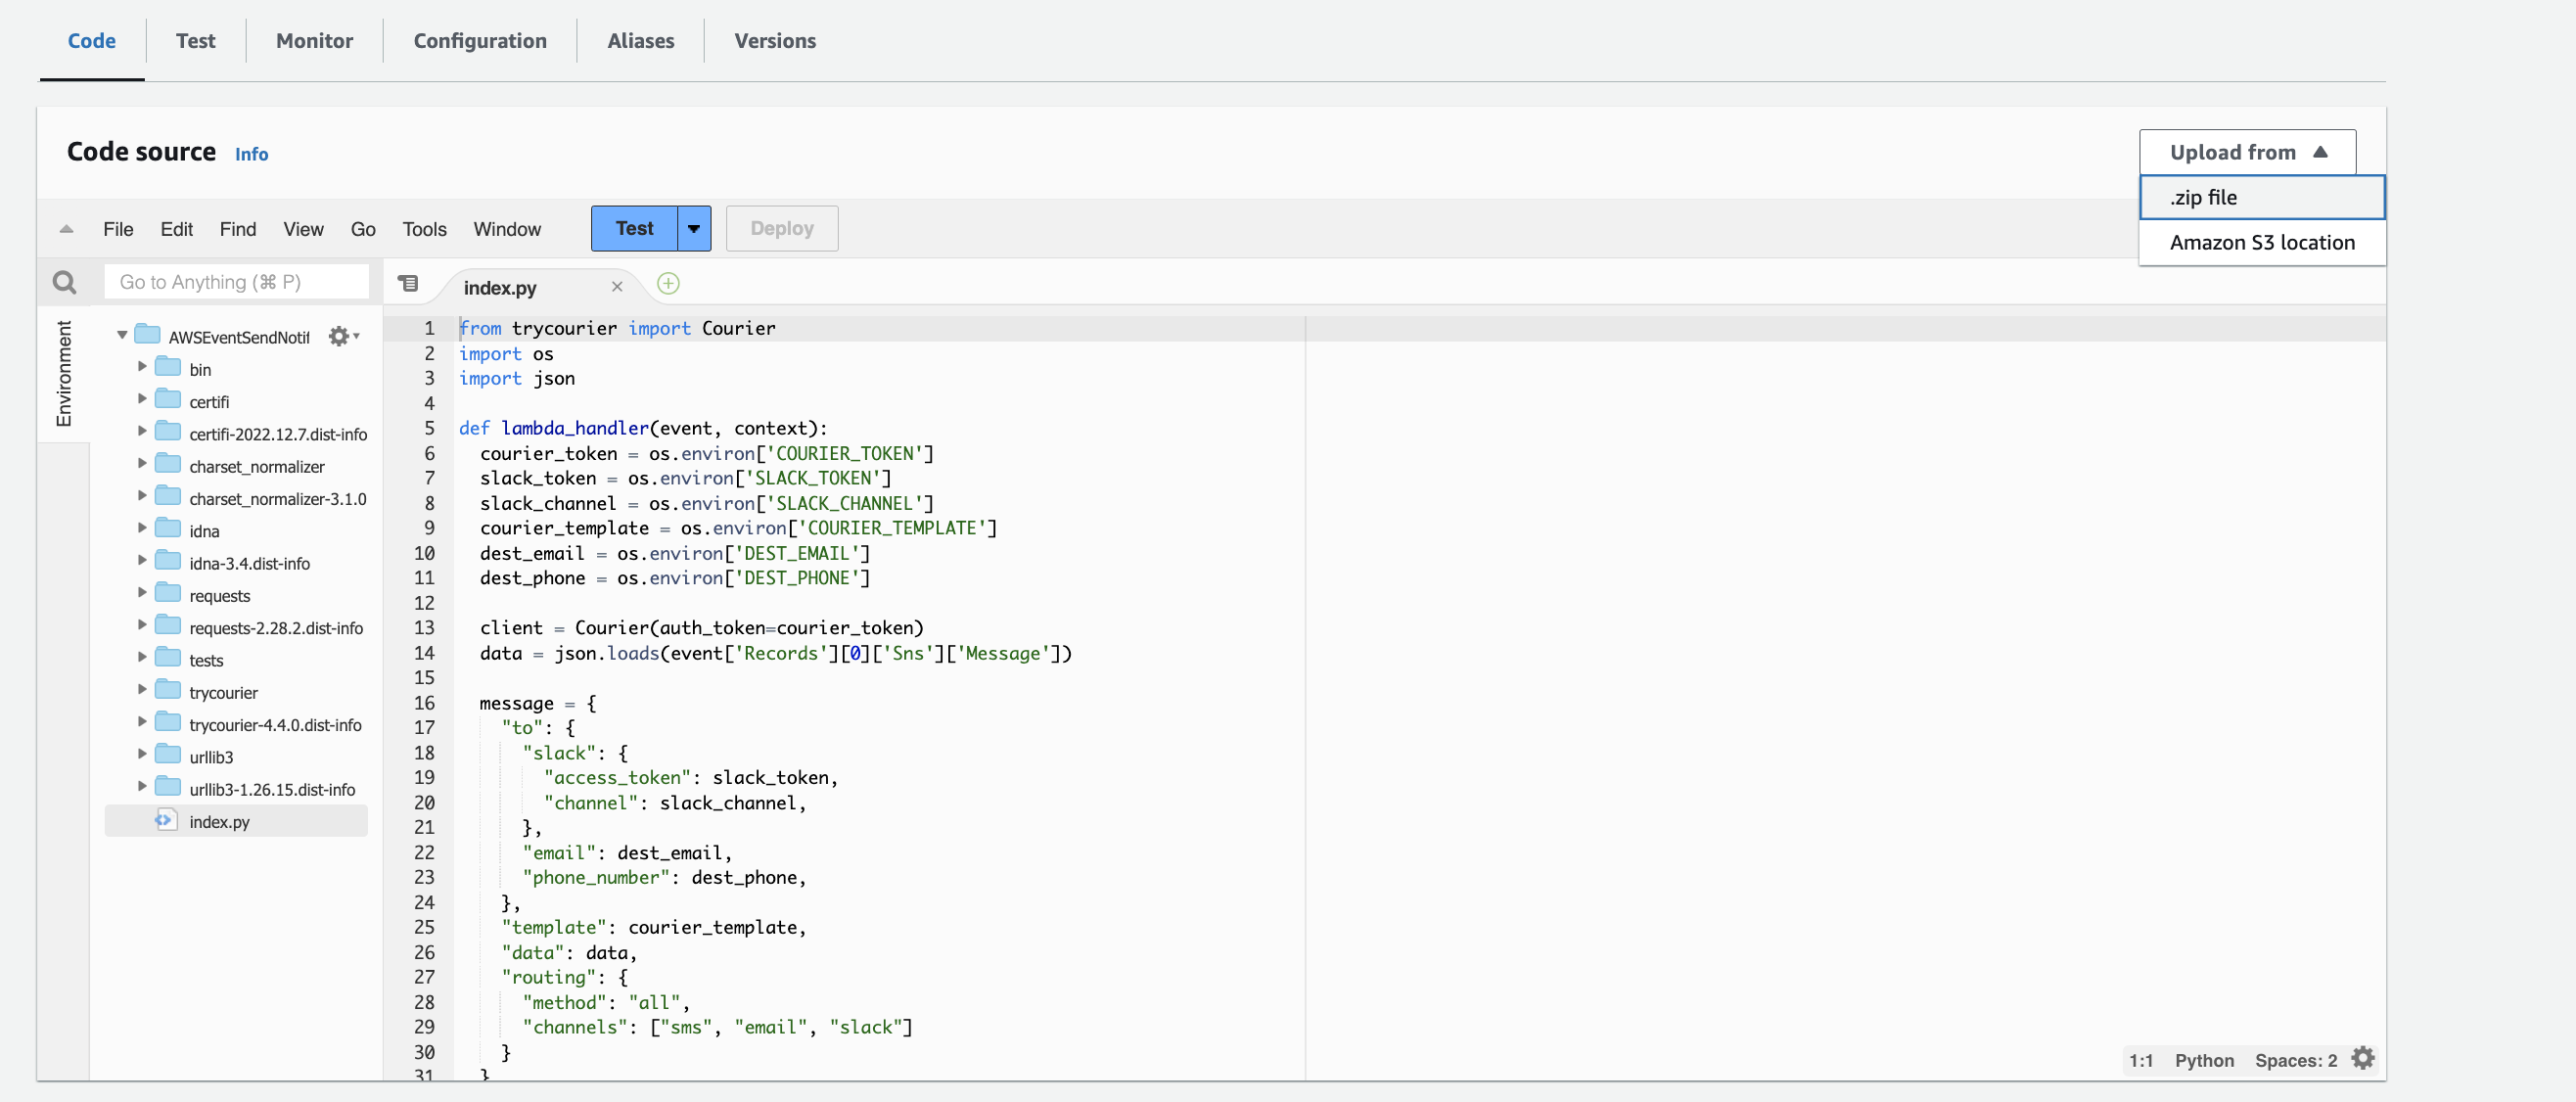 Code Test Monitor Configuration Aliases Versions
Code source Info
Upload from
.zip file
Amazon S3 location
File Edit Find View Go Tools Window Test Deploy
Go to Anything (⌘ P)
index.py
Environment
AWSEventSendNotif
bin
certifi
certifi-2022.12.7.dist-info
charset_normalizer
charset_normalizer-3.1.0
idna
idna-3.4.dist-info
requests
requests-2.28.2.dist-info
tests
trycourier
trycourier-4.4.0.dist-info
urllib3
urllib3-1.26.15.dist-info
index.py
1 from trycourier import Courier
2 import os
3 import json
4
5 def lambda_handler(event, context):
6   courier_token = os.environ['COURIER_TOKEN']
7   slack_token = os.environ['SLACK_TOKEN']
8   slack_channel = os.environ['SLACK_CHANNEL']
9   courier_template = os.environ['COURIER_TEMPLATE']
10   dest_email = os.environ['DEST_EMAIL']
11   dest_phone = os.environ['DEST_PHONE']
12
13   client = Courier(auth_token=courier_token)
14   data = json.loads(event['Records'][0]['Sns']['Message'])
15
16   message = {
17     "to": {
18       "slack": {
19         "access_token": slack_token,
20         "channel": slack_channel,
21       },
22       "email": dest_email,
23       "phone_number": dest_phone,
24     },
25     "template": courier_template,
26     "data": data,
27     "routing": {
28       "method": "all",
29       "channels": ["sms", "email", "slack"]
30     }
31   }
1:1 Python Spaces: 2